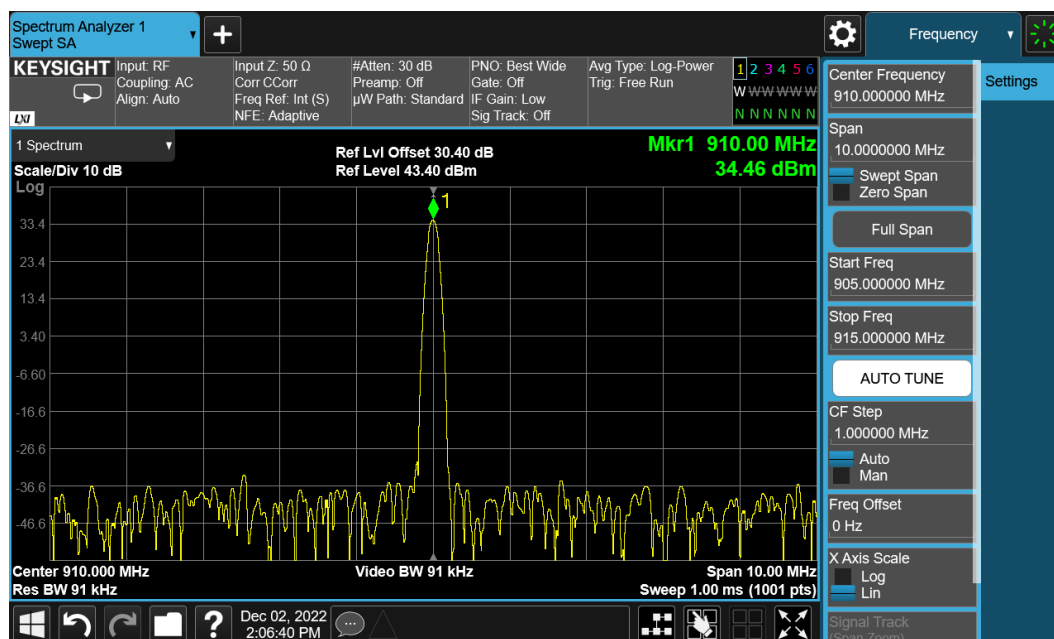 Spectrum Analyzer 1
Swept SA
Frequency
KEYSIGHT
LXI
Input: RF
Coupling: AC
Align: Auto
Input Z: 50 Ω
Corr CCorr
Freq Ref: Int (S)
NFE: Adaptive
#Atten: 30 dB
Preamp: Off
µW Path: Standard
PNO: Best Wide
Gate: Off
IF Gain: Low
Sig Track: Off
Avg Type: Log-Power
Trig: Free Run
1 2 3 4 5 6
W W W W W W
N N N N N N
1 Spectrum
Scale/Div 10 dB
Log
Ref Lvl Offset 30.40 dB
Ref Level 43.40 dBm
Mkr1 910.00 MHz
34.46 dBm
1
33.4
23.4
13.4
3.40
-6.60
-16.6
-26.6
-36.6
-46.6
Center 910.000 MHz
Res BW 91 kHz
Video BW 91 kHz
Span 10.00 MHz
Sweep 1.00 ms (1001 pts)
?
Dec 02, 2022
2:06:40 PM
Center Frequency
910.000000 MHz
Span
10.0000000 MHz
Swept Span
Zero Span
Full Span
Start Freq
905.000000 MHz
Stop Freq
915.000000 MHz
AUTO TUNE
CF Step
1.000000 MHz
Auto
Man
Freq Offset
0 Hz
X Axis Scale
Log
Lin
Signal Track
(Span Zoom)
Settings